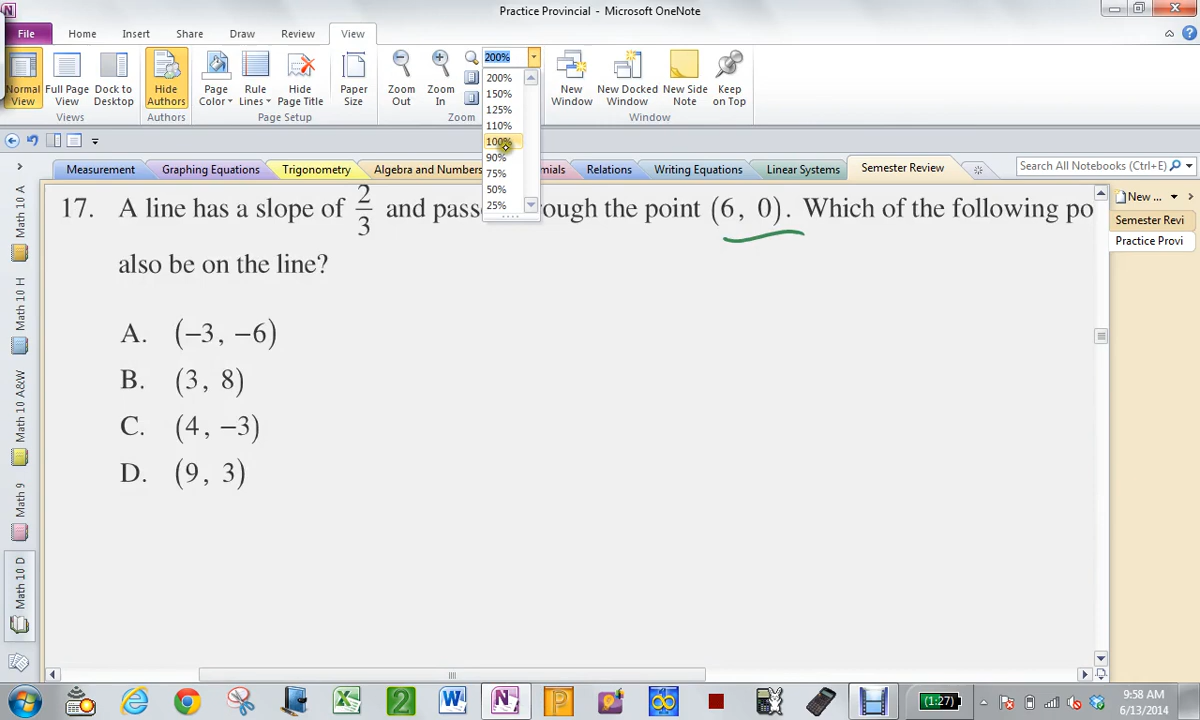 Practice Provincial - Microsoft OneNote
File Home Insert Share Draw Review View
Normal View
Full Page View
Dock to Desktop
Hide Authors
Page Color
Rule Lines
Hide Page Title
Paper Size
Zoom Out
Zoom In
200%
New Window
New Docked Window
New Side Note
Keep on Top
Views Authors Page Setup Zoom Window
200%
150%
125%
110%
100%
90%
75%
50%
25%
Measurement Graphing Equations Trigonometry Algebra and Numbers mials Relations Writing Equations Linear Systems Semester Review
Search All Notebooks (Ctrl+E)
New ...
Semester Revi
Practice Provi
Math 10 A
Math 10 H
Math 10 A&W
Math 9
Math 10 D
17. A line has a slope of 2/3 and pass ough the point (6, 0). Which of the following po
also be on the line?
A. (−3, −6)
B. (3, 8)
C. (4, −3)
D. (9, 3)
(1:27)
9:58 AM
6/13/2014